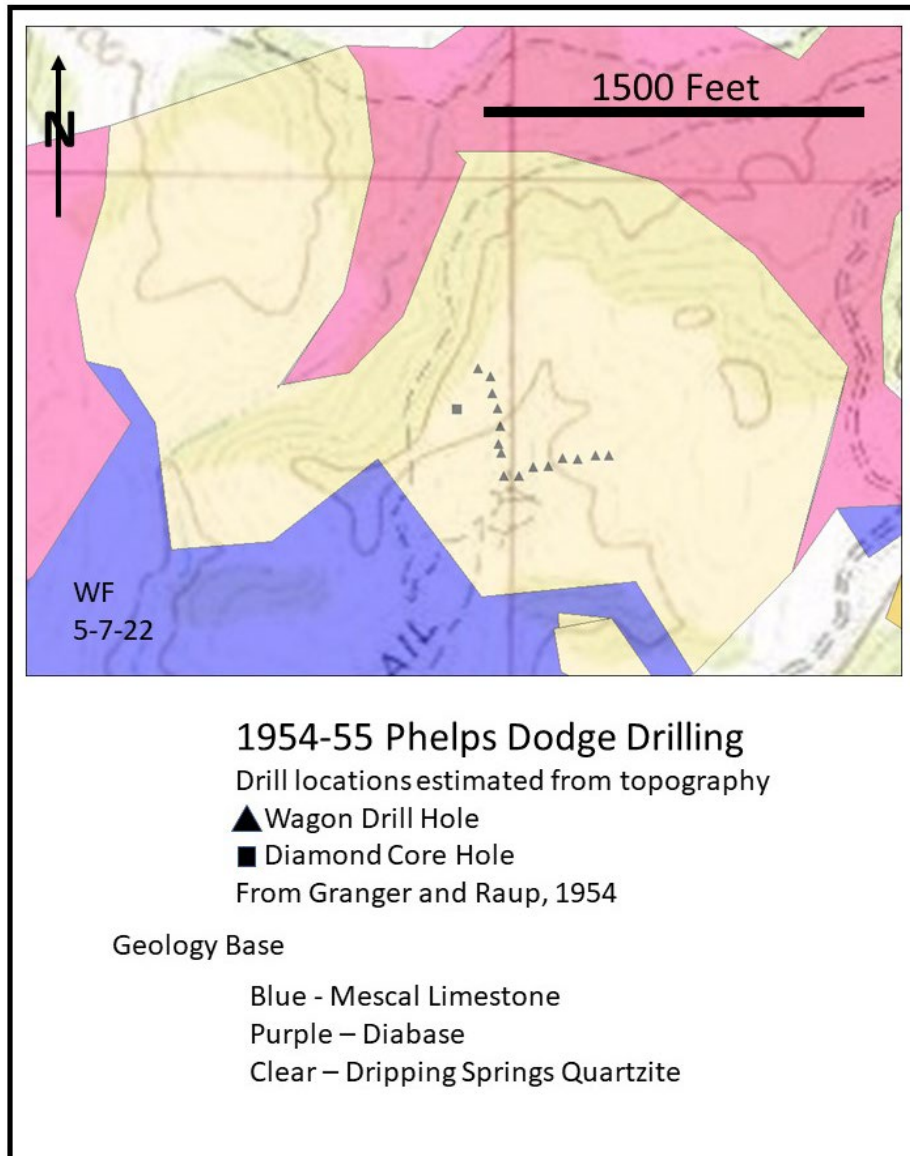 1500 Feet
N
WF
5-7-22
AIL
1954-55 Phelps Dodge Drilling
Drill locations estimated from topography
Wagon Drill Hole
Diamond Core Hole
From Granger and Raup, 1954
Geology Base
Blue - Mescal Limestone
Purple – Diabase
Clear – Dripping Springs Quartzite